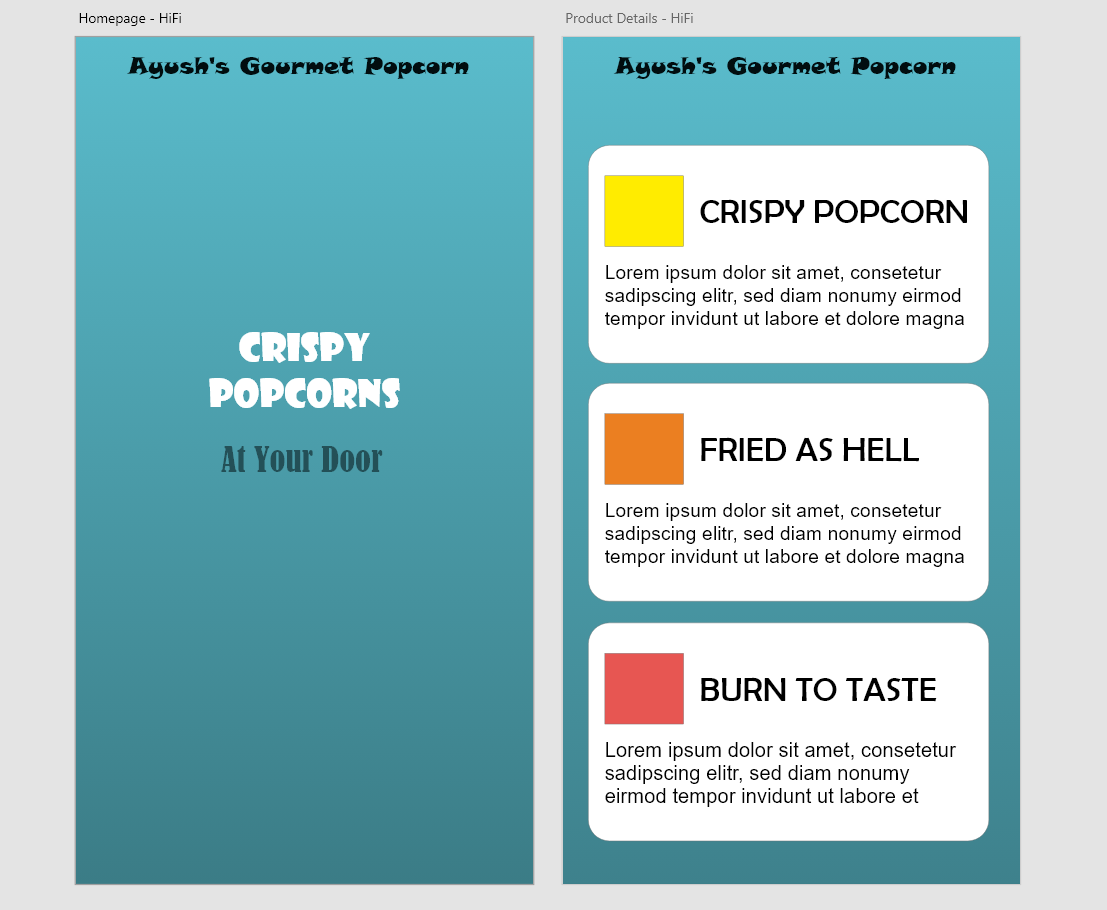 Homepage - HiFi
Ayush's Gourmet Popcorn
CRISPY
POPCORNS
At Your Door
Product Details - HiFi
Ayush's Gourmet Popcorn
CRISPY POPCORN
Lorem ipsum dolor sit amet, consetetur
sadipscing elitr, sed diam nonumy eirmod
tempor invidunt ut labore et dolore magna
FRIED AS HELL
Lorem ipsum dolor sit amet, consetetur
sadipscing elitr, sed diam nonumy eirmod
tempor invidunt ut labore et dolore magna
BURN TO TASTE
Lorem ipsum dolor sit amet, consetetur
sadipscing elitr, sed diam nonumy
eirmod tempor invidunt ut labore et